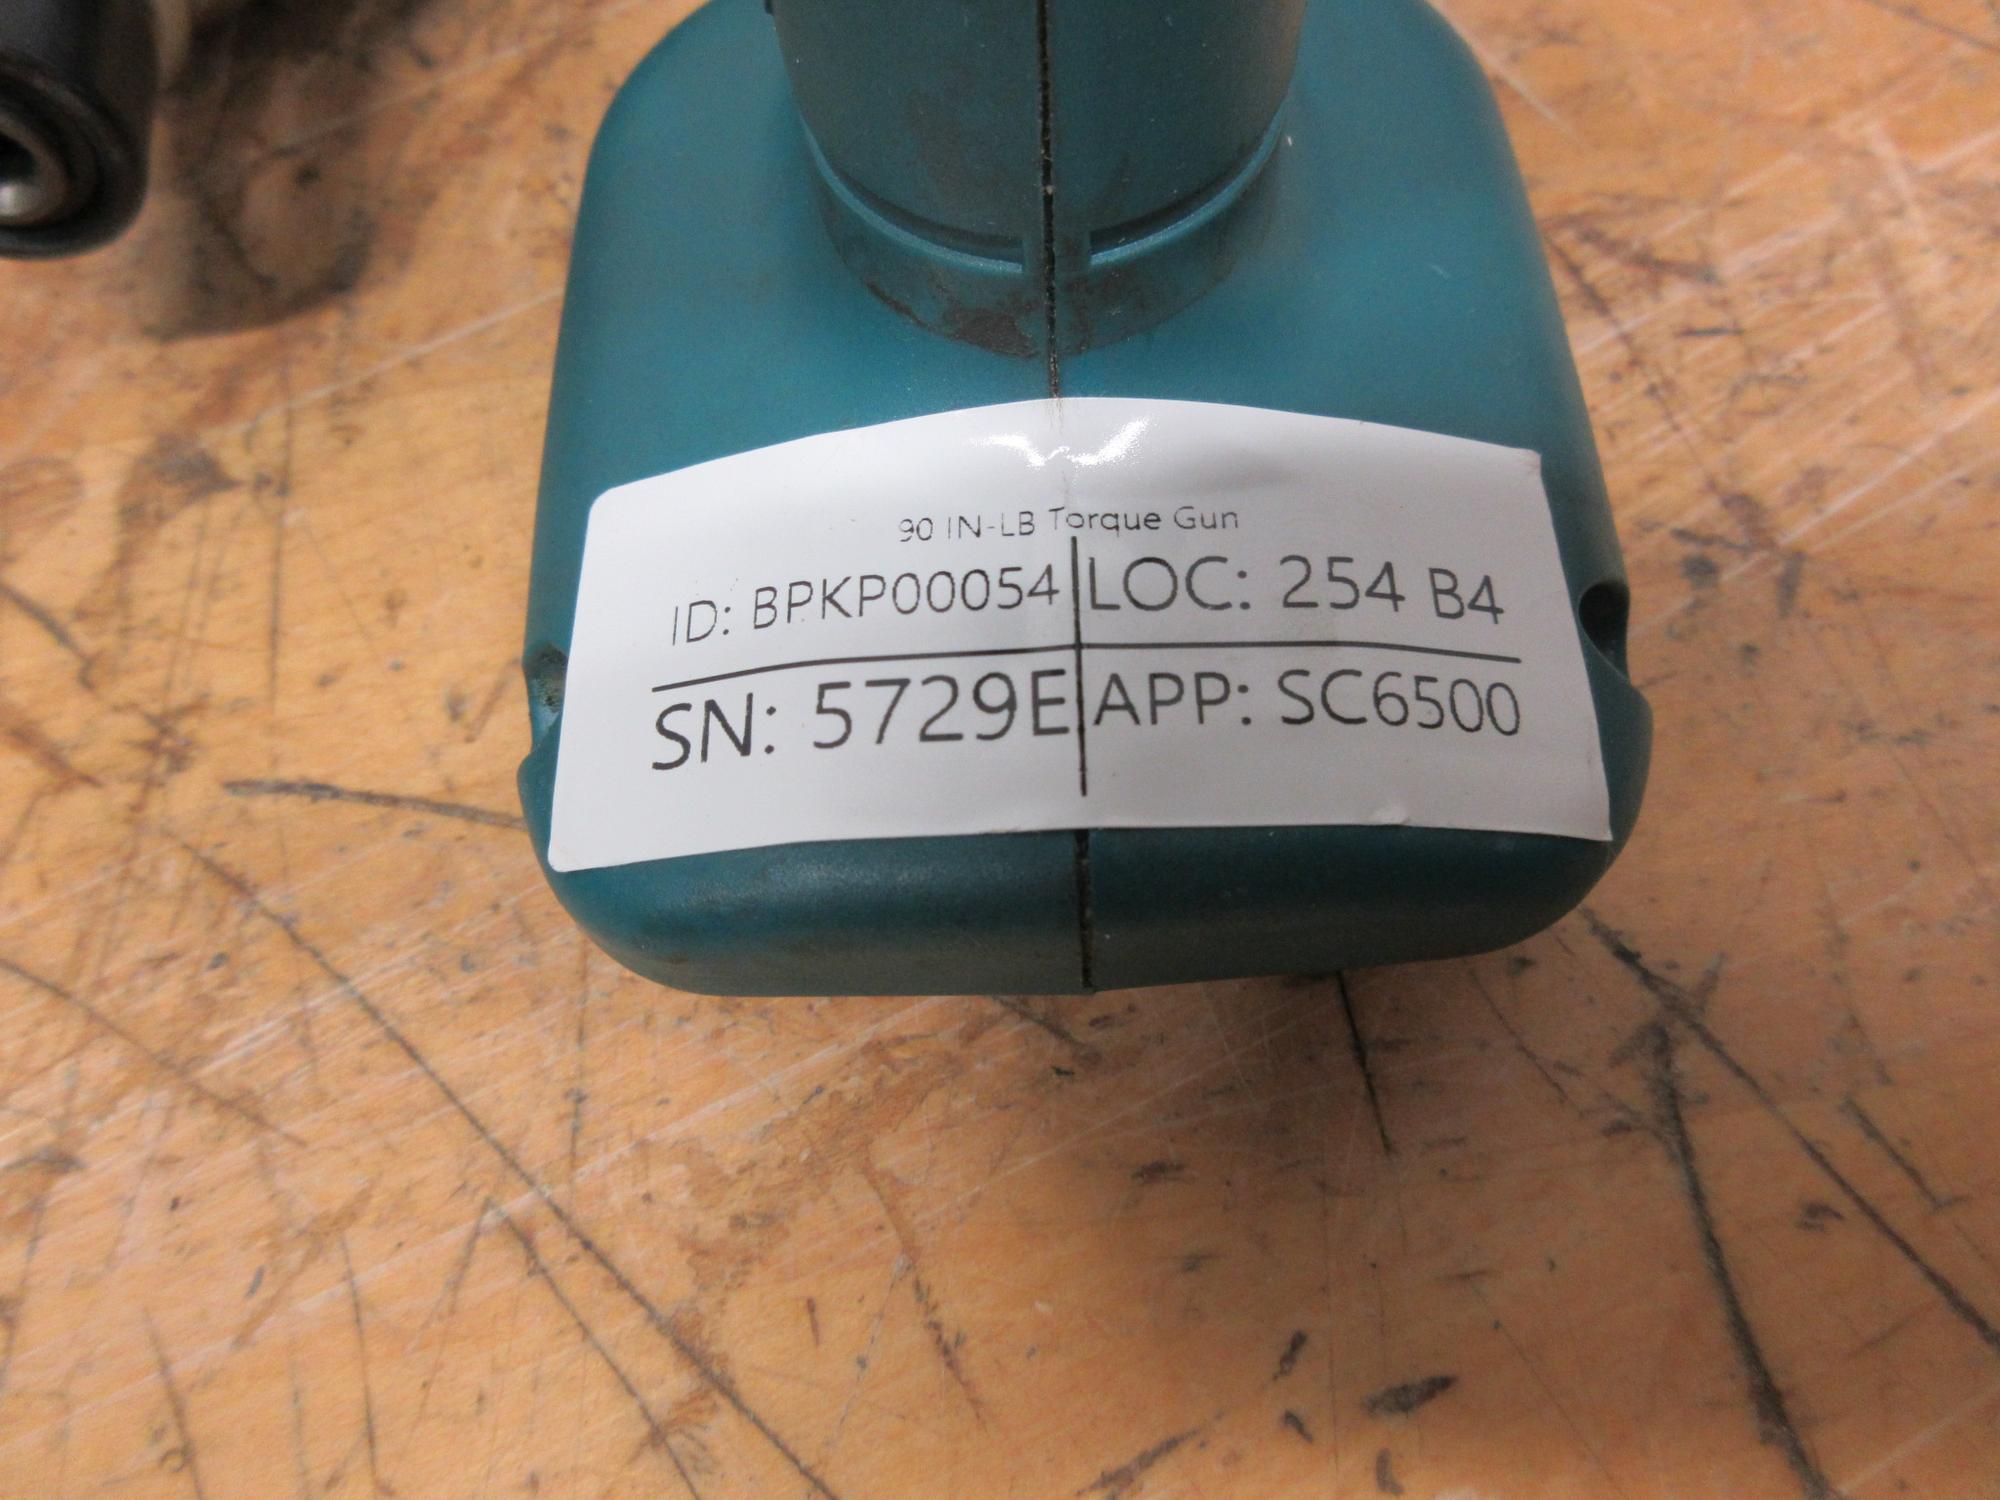 90 IN-LB Torque Gun
ID: BPKP00054 LOC: 254 B4
SN: 5729E APP: SC6500